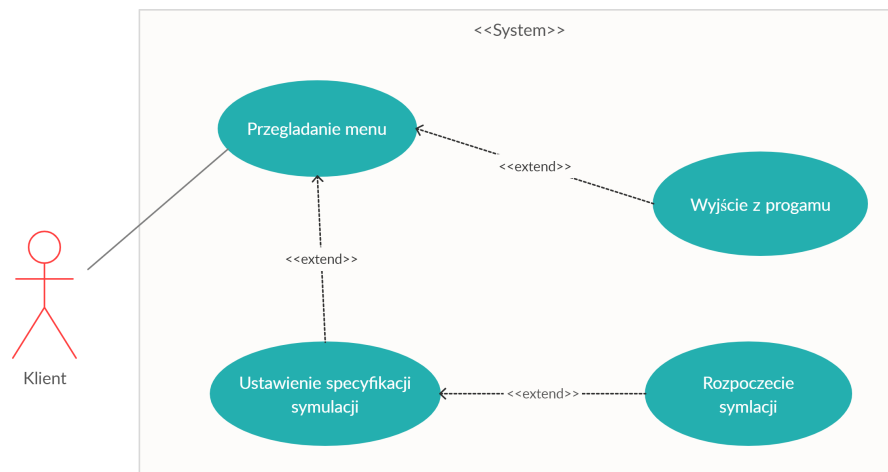 <<System>>
Przegladanie menu
<<extend>>
Wyjście z progamu
<<extend>>
Klient
Ustawienie specyfikacji
symulacji
<<extend>>
Rozpoczecie
symlacji